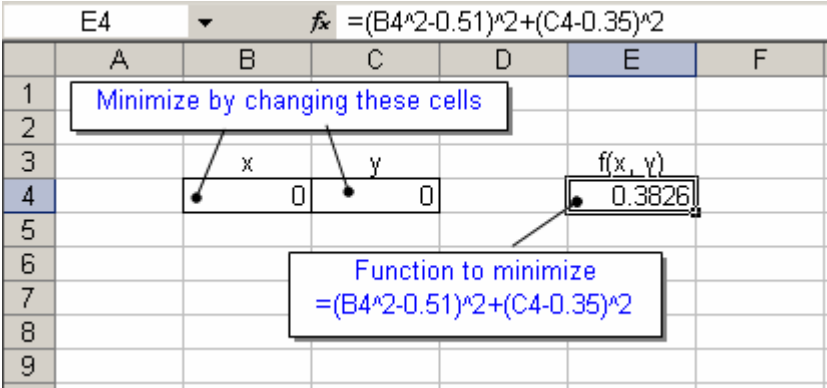 E4 fx =(B4^2-0.51)^2+(C4-0.35)^2
A B C D E F
1 Minimize by changing these cells
2
3 x y f(x, y)
4 0 0 0.3826
5
6 Function to minimize
7 =(B4^2-0.51)^2+(C4-0.35)^2
8
9